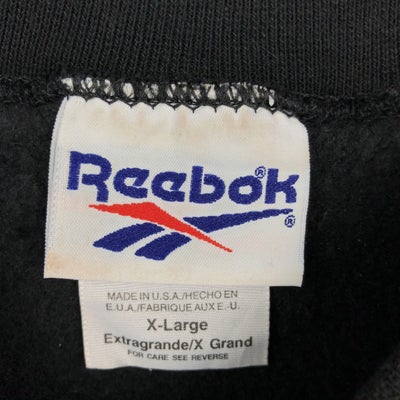 Reebok®
®
MADE IN U.S.A./HECHO EN
E.U.A./FABRIQUE AUX E.-U.
X-Large
Extragrande/X Grand
FOR CARE SEE REVERSE